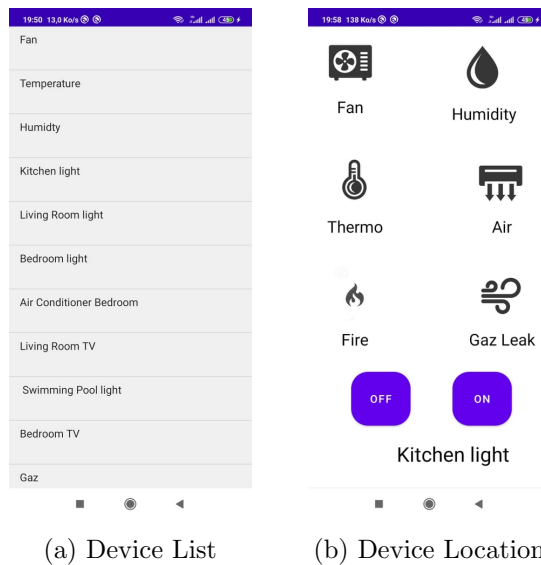 19:50 13,0 Ko/s
48
Fan
Temperature
Humidty
Kitchen light
Living Room light
Bedroom light
Air Conditioner Bedroom
Living Room TV
Swimming Pool light
Bedroom TV
Gaz
(a) Device List
19:58 138 Ko/s
Fan
Humidity
Thermo
Air
Fire
Gaz Leak
OFF
ON
Kitchen light
(b) Device Location